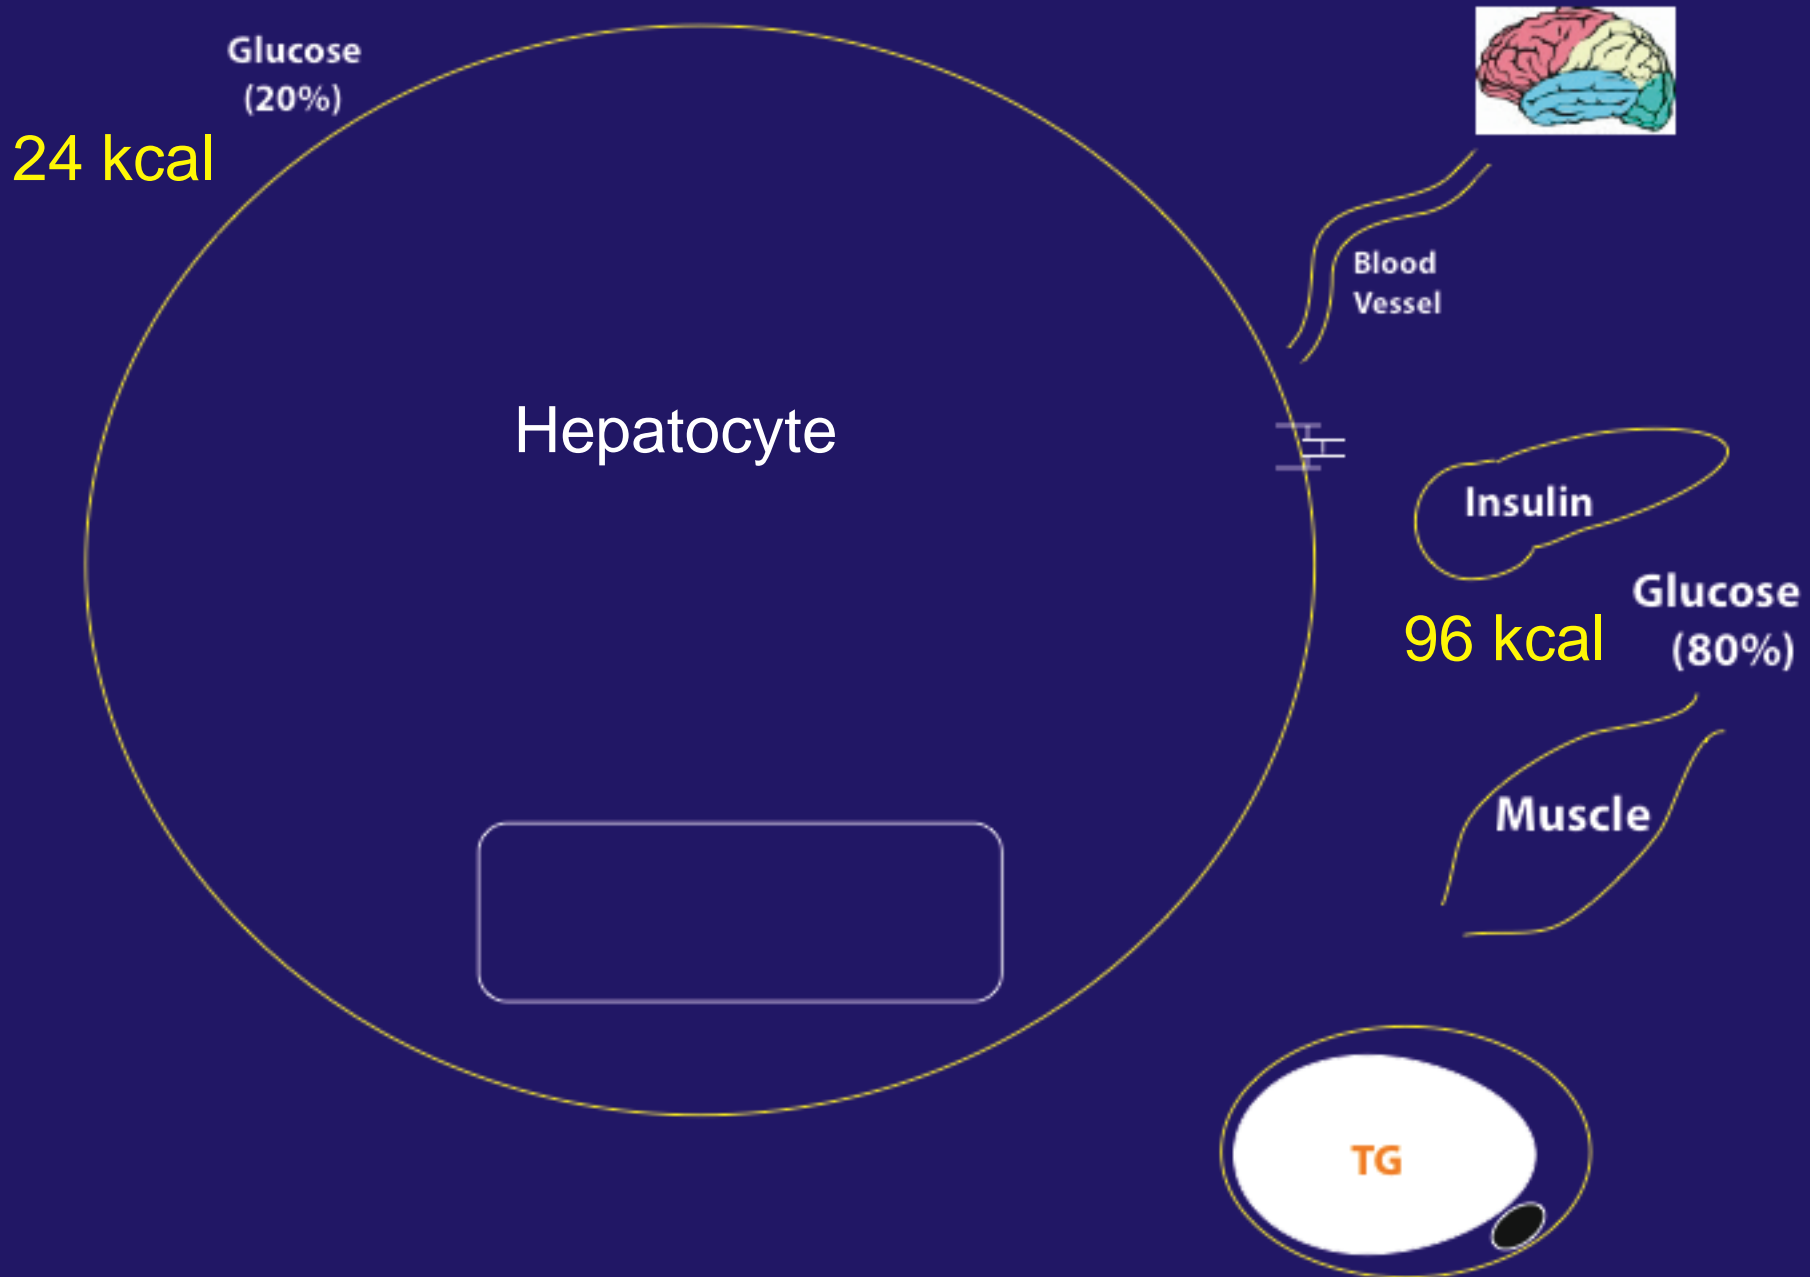 Glucose
(20%)
24 kcal
Blood
Vessel
Hepatocyte
Insulin
Glucose
(80%)
96 kcal
Muscle
TG